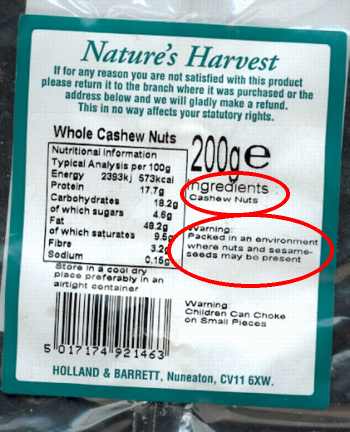 Nature's Harvest
If for any reason you are not satisfied with this product
please return it to the branch where it was purchased or the
address below and we will gladly make a refund.
This in no way affects your statutory rights.
Whole Cashew Nuts
Nutritional Information
Typical Analysis per 100g
Energy 2393kj 573kcal
Protein 17.7g
Carbohydrates 18.2g
of which sugars 4.6g
Fat 48.2g
of which saturates 9.5g
Fibre 3.2g
Sodium 0.15g
Store in a cool dry
place preferably in an
airtight container
200g e
Ingredients :
Cashew Nuts
Warning:
Packed in an environment
where nuts and sesame-
seeds may be present
Warning
Children Can Choke
on Small Pieces
5 017174 921463
HOLLAND & BARRETT, Nuneaton, CV11 6XW.